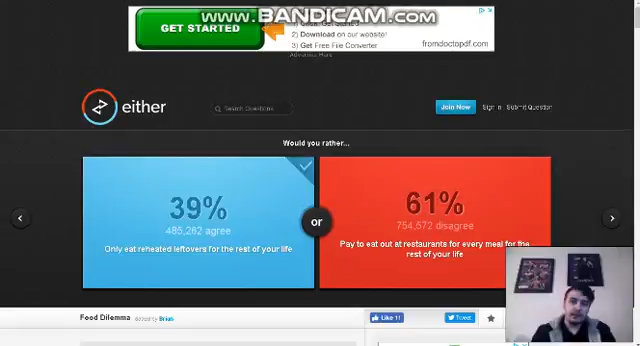 www.BANDICAM.com
GET STARTED
2) Download on our website!
3) Get Free File Converter
fromdoctopdf.com
either
Search Questions
Join Now
Sign in
Submit Question
Would you rather...
39%
485,262 agree
Only eat reheated leftovers for the rest of your life
or
61%
754,572 disagree
Pay to eat out at restaurants for every meal for the
rest of your life
Food Dilemma
Brian
Like 1!
Tweet